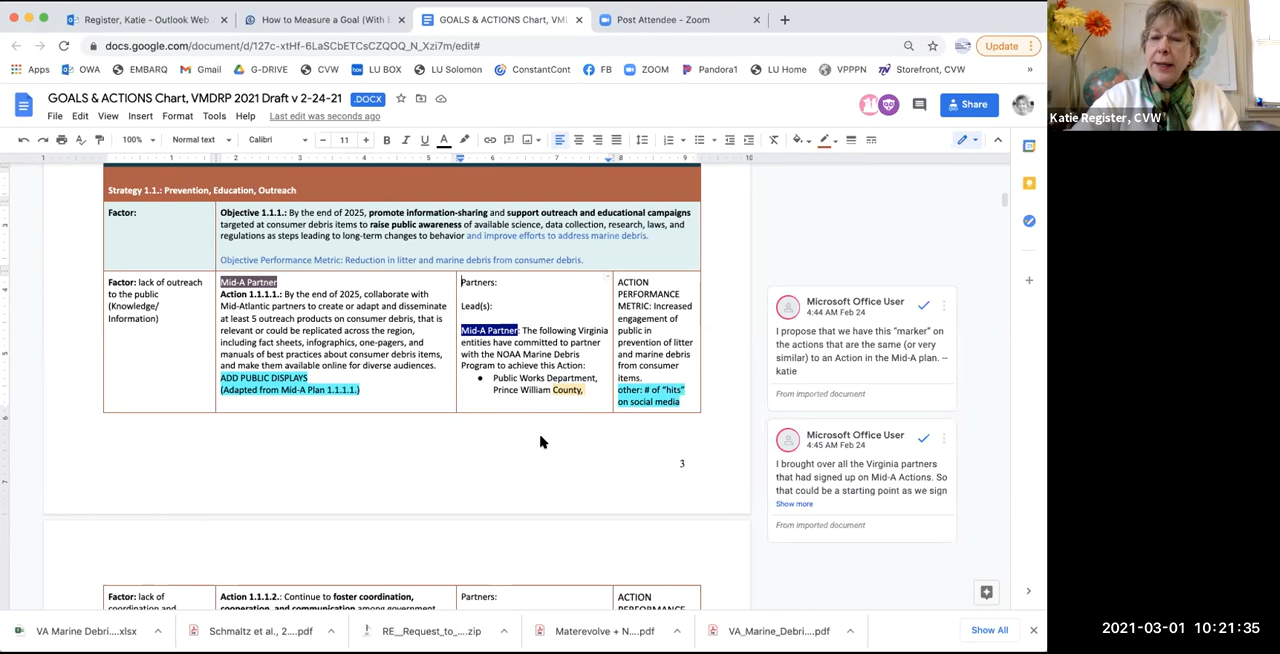 Register, Katie - Outlook Web
How to Measure a Goal (With I
GOALS & ACTIONS Chart, VMI
Post Attendee - Zoom
docs.google.com/document/d/127c-xtHf-6LaSCbETCsCZQOQ_N_Xzi7m/edit#
Update
Apps
OWA
EMBARQ
Gmail
G-DRIVE
CVW
LU BOX
LU Solomon
ConstantCont
FB
ZOOM
Pandora1
LU Home
VPPPN
Storefront, CVW
»
Katie Register, CVW
GOALS & ACTIONS Chart, VMDRP 2021 Draft v 2-24-21 .DOCX
Share
File Edit View Insert Format Tools Help Last edit was seconds ago
100% Normal text Calibri 11 B I U A
1 1 2 3 4 5 6 7 8 9 10
Strategy 1.1.: Prevention, Education, Outreach
Factor:
Objective 1.1.1.: By the end of 2025, promote information-sharing and support outreach and educational campaigns
targeted at consumer debris items to raise public awareness of available science, data collection, research, laws, and
regulations as steps leading to long-term changes to behavior and improve efforts to address marine debris.
Objective Performance Metric: Reduction in litter and marine debris from consumer debris.
Factor: lack of outreach
to the public
(Knowledge/
Information)
Mid-A Partner
Action 1.1.1.1.: By the end of 2025, collaborate with
Mid-Atlantic partners to create or adapt and disseminate
at least 5 outreach products on consumer debris, that is
relevant or could be replicated across the region,
including fact sheets, infographics, one-pagers, and
manuals of best practices about consumer debris items,
and make them available online for diverse audiences.
ADD PUBLIC DISPLAYS
(Adapted from Mid-A Plan 1.1.1.1.)
Partners:
Lead(s):
Mid-A Partner: The following Virginia
entities have committed to partner
with the NOAA Marine Debris
Program to achieve this Action:
● Public Works Department,
Prince William County,
ACTION
PERFORMANCE
METRIC: Increased
engagement of
public in
prevention of litter
and marine debris
from consumer
items.
other: # of "hits"
on social media
3
Factor: lack of
coordination and
Action 1.1.1.2.: Continue to foster coordination,
cooperation, and communication among government
Partners:
ACTION
PERFORMANCE
Microsoft Office User
4:44 AM Feb 24
I propose that we have this "marker" on
the actions that are the same (or very
similar) to an Action in the Mid-A plan. --
katie
From imported document
Microsoft Office User
4:45 AM Feb 24
I brought over all the Virginia partners
that had signed up on Mid-A Actions. So
that could be a starting point as we sign
Show more
From imported document
VA Marine Debri....xlsx
Schmaltz et al., 2....pdf
RE__Request_to_....zip
Materevolve + N....pdf
VA_Marine_Debri....pdf
Show All
2021-03-01 10:21:35